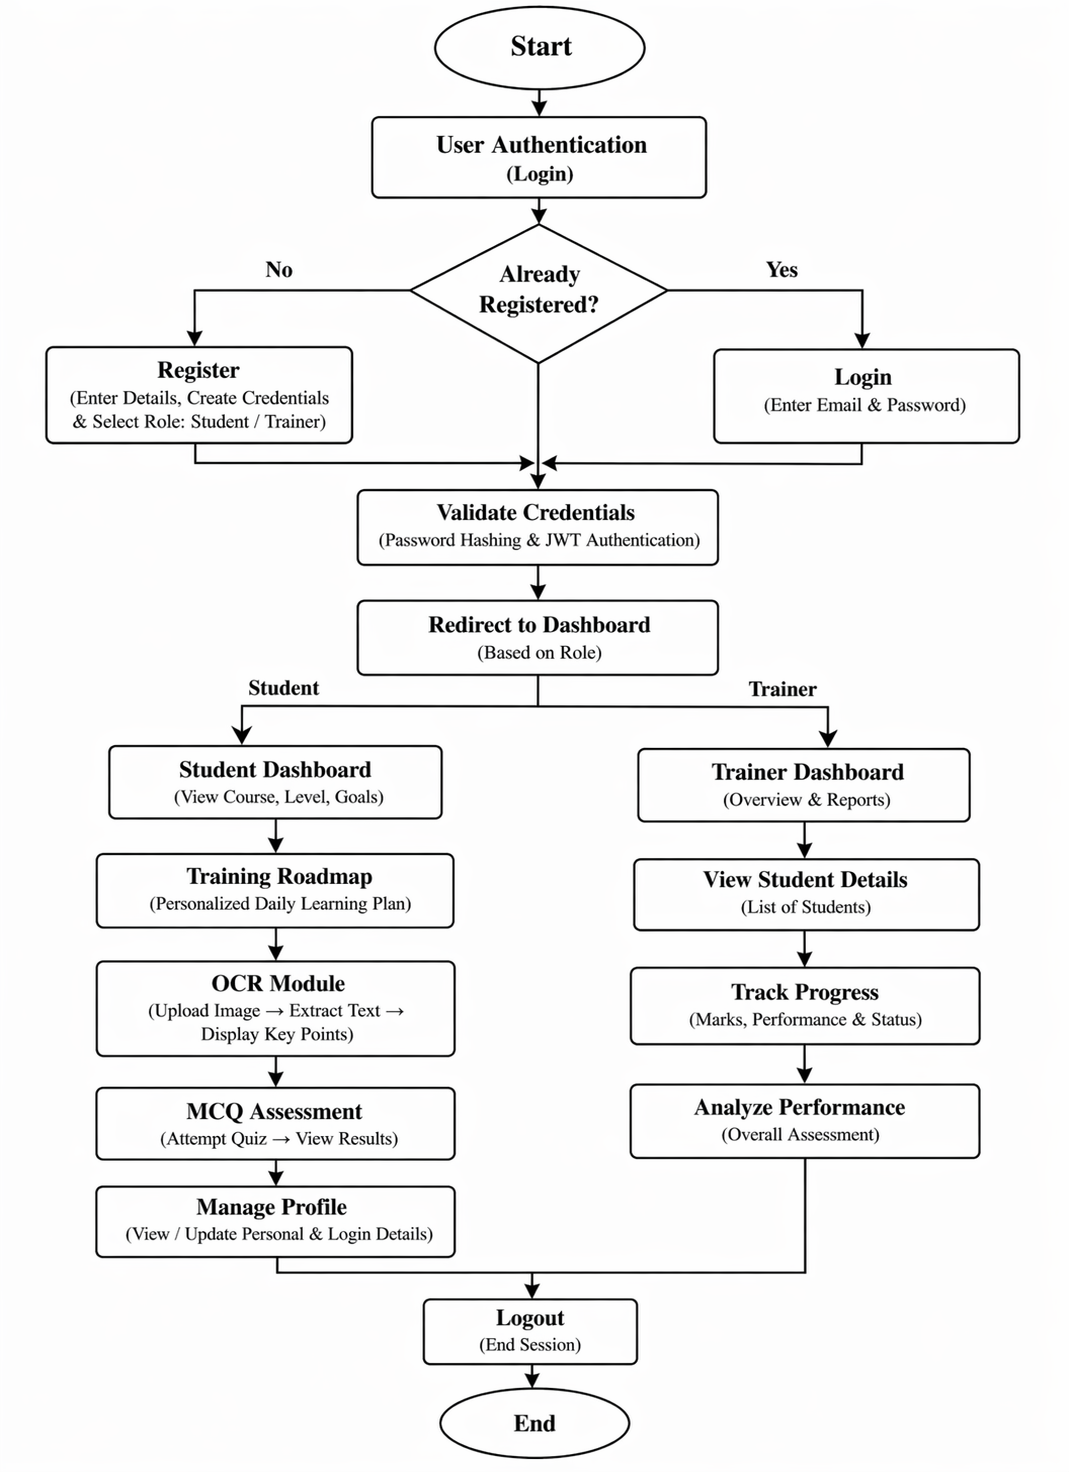 Start
User Authentication
(Login)
Already
Registered?
No
Yes
Register
(Enter Details, Create Credentials
& Select Role: Student / Trainer)
Login
(Enter Email & Password)
Validate Credentials
(Password Hashing & JWT Authentication)
Redirect to Dashboard
(Based on Role)
Student
Trainer
Student Dashboard
(View Course, Level, Goals)
Training Roadmap
(Personalized Daily Learning Plan)
OCR Module
(Upload Image → Extract Text →
Display Key Points)
MCQ Assessment
(Attempt Quiz → View Results)
Manage Profile
(View / Update Personal & Login Details)
Trainer Dashboard
(Overview & Reports)
View Student Details
(List of Students)
Track Progress
(Marks, Performance & Status)
Analyze Performance
(Overall Assessment)
Logout
(End Session)
End